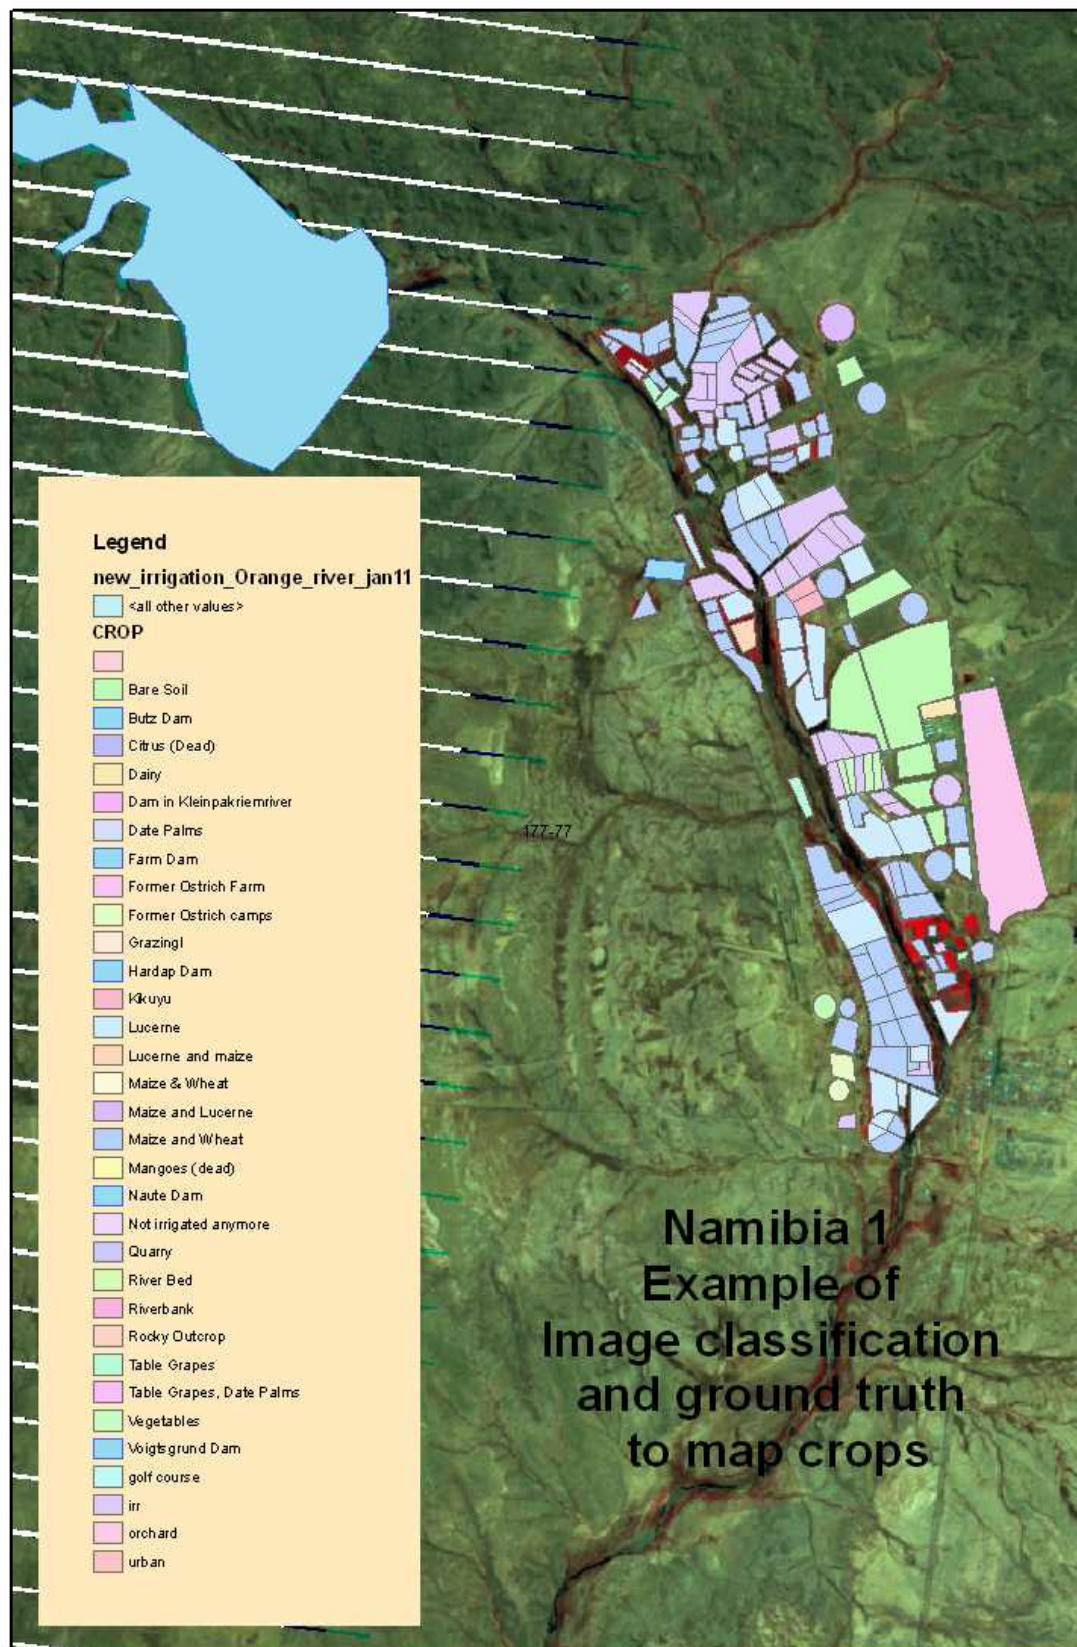 Legend
new_irrigation_Orange_river_jan11
<all other values>
CROP
Bare Soil
Butz Dam
Citrus (Dead)
Dairy
Dam in Kleinpakriemriver
Date Palms
Farm Dam
Former Ostrich Farm
Former Ostrich camps
Grazingl
Hardap Dam
Kikuyu
Lucerne
Lucerne and maize
Maize & Wheat
Maize and Lucerne
Maize and Wheat
Mangoes (dead)
Naute Dam
Not irrigated anymore
Quarry
River Bed
Riverbank
Rocky Outcrop
Table Grapes
Table Grapes, Date Palms
Vegetables
Voigtsgrund Dam
golf course
irr
orchard
urban
177-77
Namibia 1
Example of
Image classification
and ground truth
to map crops